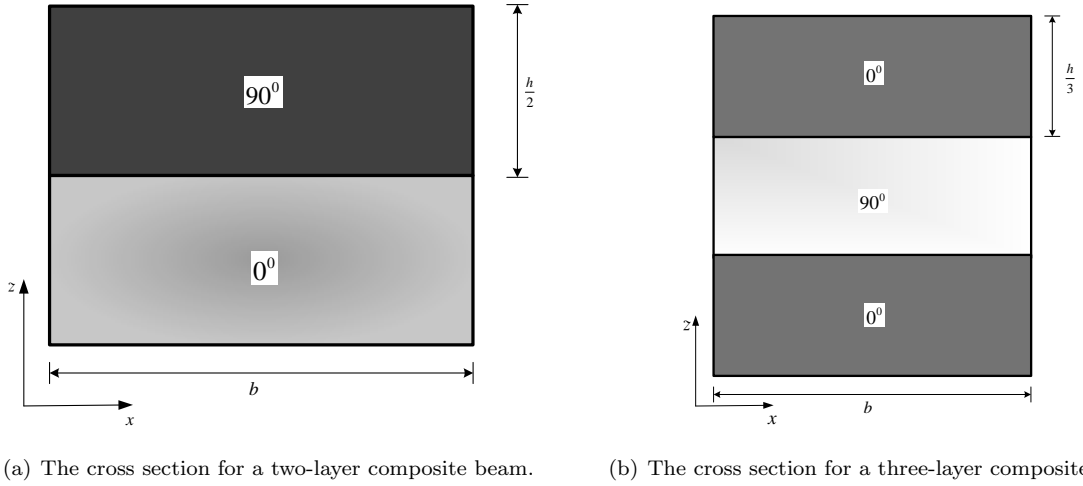 90⁰
h/2
0⁰
z
b
x
(a) The cross section for a two-layer composite beam.
0⁰
h/3
90⁰
0⁰
z
b
x
(b) The cross section for a three-layer composite